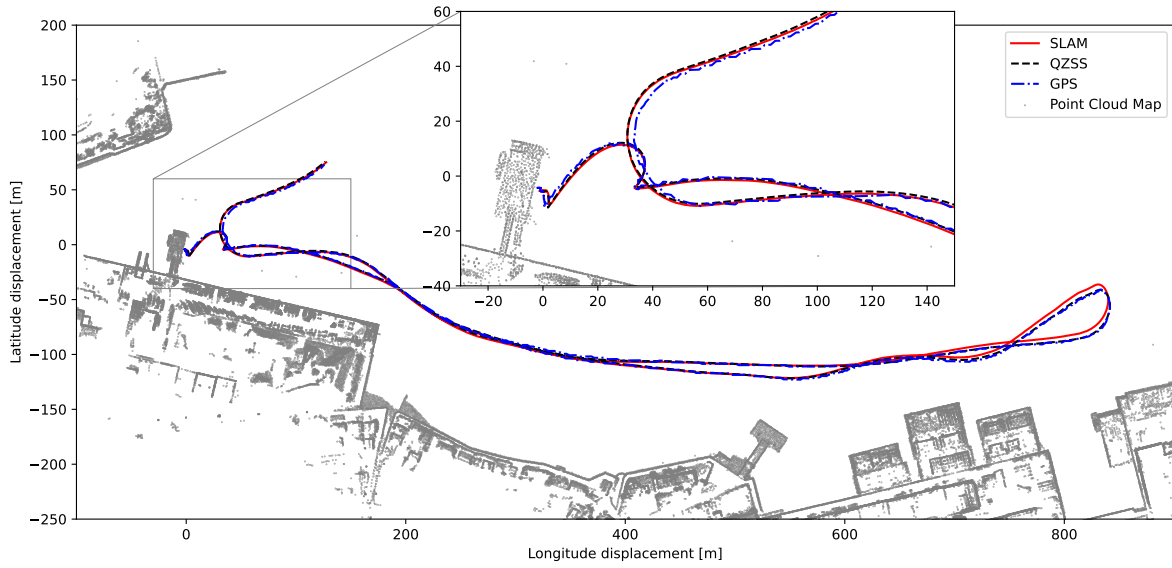 SLAM
QZSS
GPS
Point Cloud Map
60
40
20
0
−20
−40
−20 0 20 40 60 80 100 120 140
200
150
100
50
0
−50
−100
−150
−200
−250
0 200 400 600 800
Latitude displacement [m]
Longitude displacement [m]